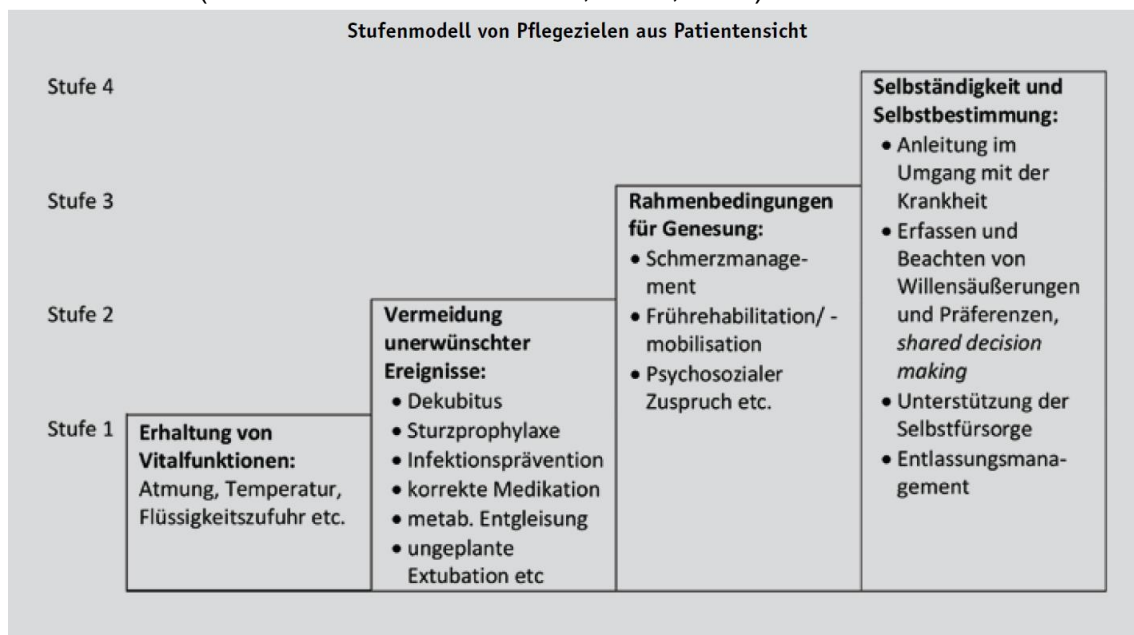 Stufenmodell von Pflegezielen aus Patientensicht
Stufe 4
Stufe 3
Stufe 2
Stufe 1
Erhaltung von
Vitalfunktionen:
Atmung, Temperatur,
Flüssigkeitszufuhr etc.
Vermeidung
unerwünschter
Ereignisse:
• Dekubitus
• Sturzprophylaxe
• Infektionsprävention
• korrekte Medikation
• metab. Entgleisung
• ungeplante
Extubation etc
Rahmenbedingungen
für Genesung:
• Schmerzmanage-
ment
• Frührehabilitation/ -
mobilisation
• Psychosozialer
Zuspruch etc.
Selbständigkeit und
Selbstbestimmung:
• Anleitung im
Umgang mit der
Krankheit
• Erfassen und
Beachten von
Willensäußerungen
und Präferenzen,
shared decision
making
• Unterstützung der
Selbstfürsorge
• Entlassungsmana-
gement